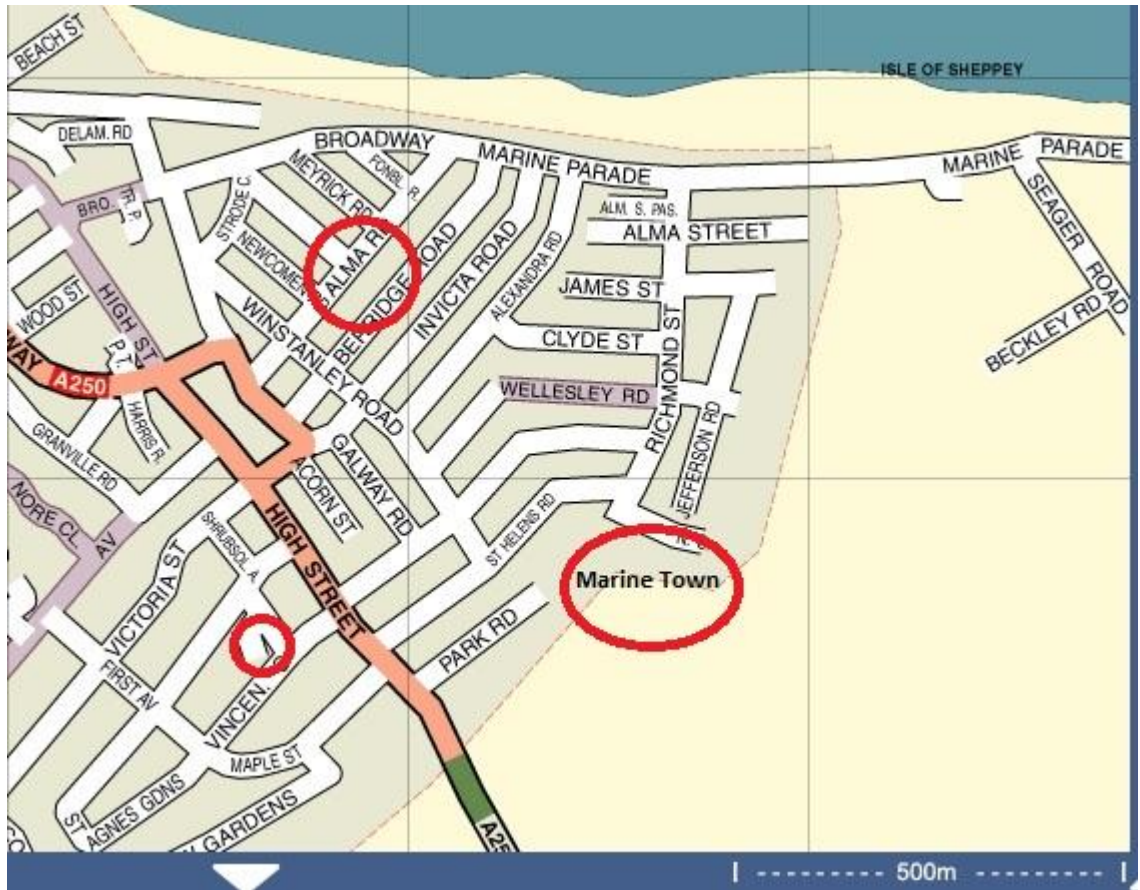 BEACH ST
ISLE OF SHEPPEY
DELAM. RD
BROADWAY
MARINE PARADE
MARINE PARADE
MEYRICK RD
FONBL. R.
STRODE C.
BRO.
TR. P.
ALM. S. PAS.
ALMA STREET
SEAGER ROAD
NEWCOMEN
ALMA R
BERRIDGE ROAD
INVICTA ROAD
ALEXANDRA RD
JAMES ST
WOOD ST
HIGH ST
WINSTANLEY ROAD
CLYDE ST
BECKLEY RD
WAY
A250
P. T.
HARRIS R.
WELLESLEY RD
RICHMOND ST
JEFFERSON RD
GRANVILLE RD
GALWAY RD
ACORN ST
NORE CL.
AV
SHRUBSOL. A.
HIGH STREET
ST HELENS RD
VICTORIA ST
Marine Town
PARK RD
FIRST AV
VINCEN.
MAPLE ST
ST AGNES GDNS
GARDENS
A25
500m